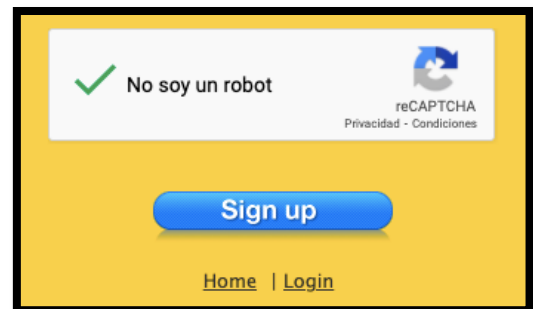 No soy un robot
reCAPTCHA
Privacidad - Condiciones
Sign up
Home | Login